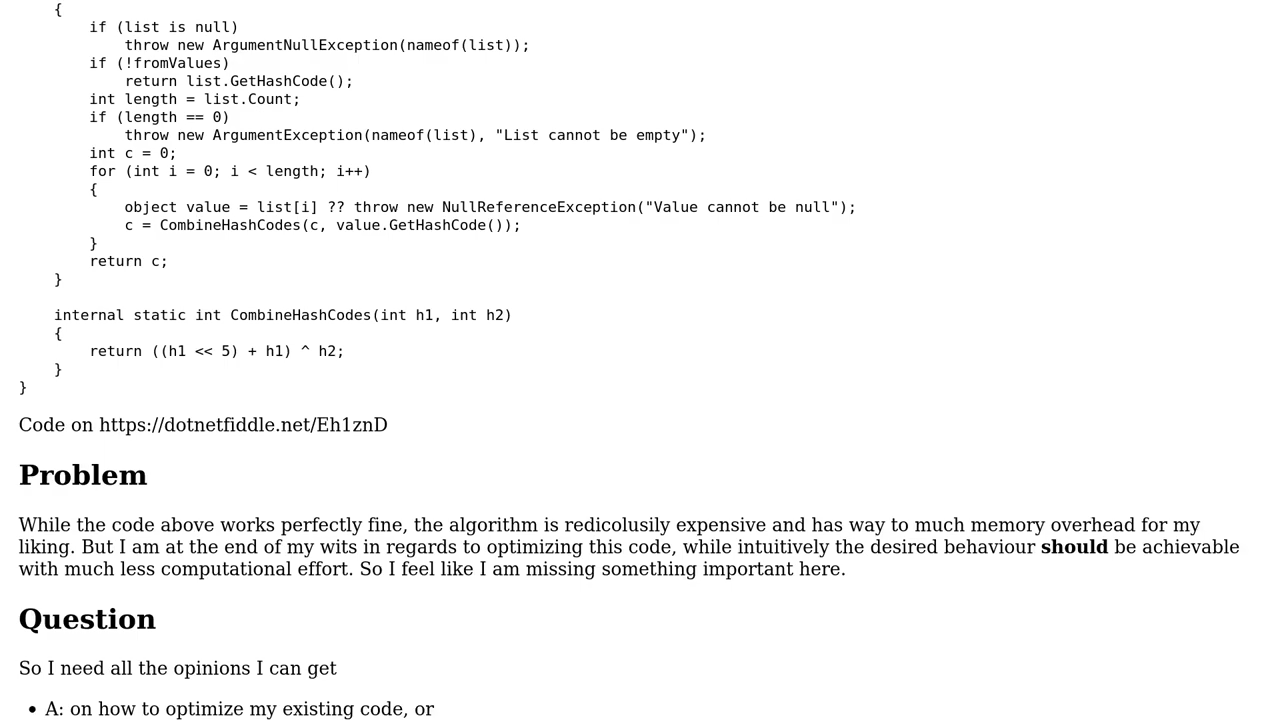 {
if (list is null)
throw new ArgumentNullException(nameof(list));
if (!fromValues)
return list.GetHashCode();
int length = list.Count;
if (length == 0)
throw new ArgumentException(nameof(list), "List cannot be empty");
int c = 0;
for (int i = 0; i < length; i++)
{
object value = list[i] ?? throw new NullReferenceException("Value cannot be null");
c = CombineHashCodes(c, value.GetHashCode());
}
return c;
}
internal static int CombineHashCodes(int h1, int h2)
{
return ((h1 << 5) + h1) ^ h2;
}
}
Code on https://dotnetfiddle.net/Eh1znD
Problem
While the code above works perfectly fine, the algorithm is redicolusily expensive and has way to much memory overhead for my
liking. But I am at the end of my wits in regards to optimizing this code, while intuitively the desired behaviour should be achievable
with much less computational effort. So I feel like I am missing something important here.
Question
So I need all the opinions I can get
• A: on how to optimize my existing code, or